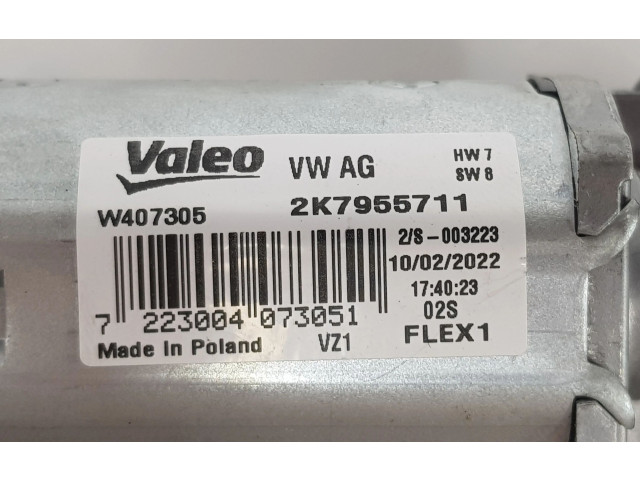 Valeo VW AG HW 7
SW 8
W407305 2K7955711
2/S-003223
10/02/2022
17:40:23
02S
7 223004 073051
Made In Poland VZ1 FLEX1